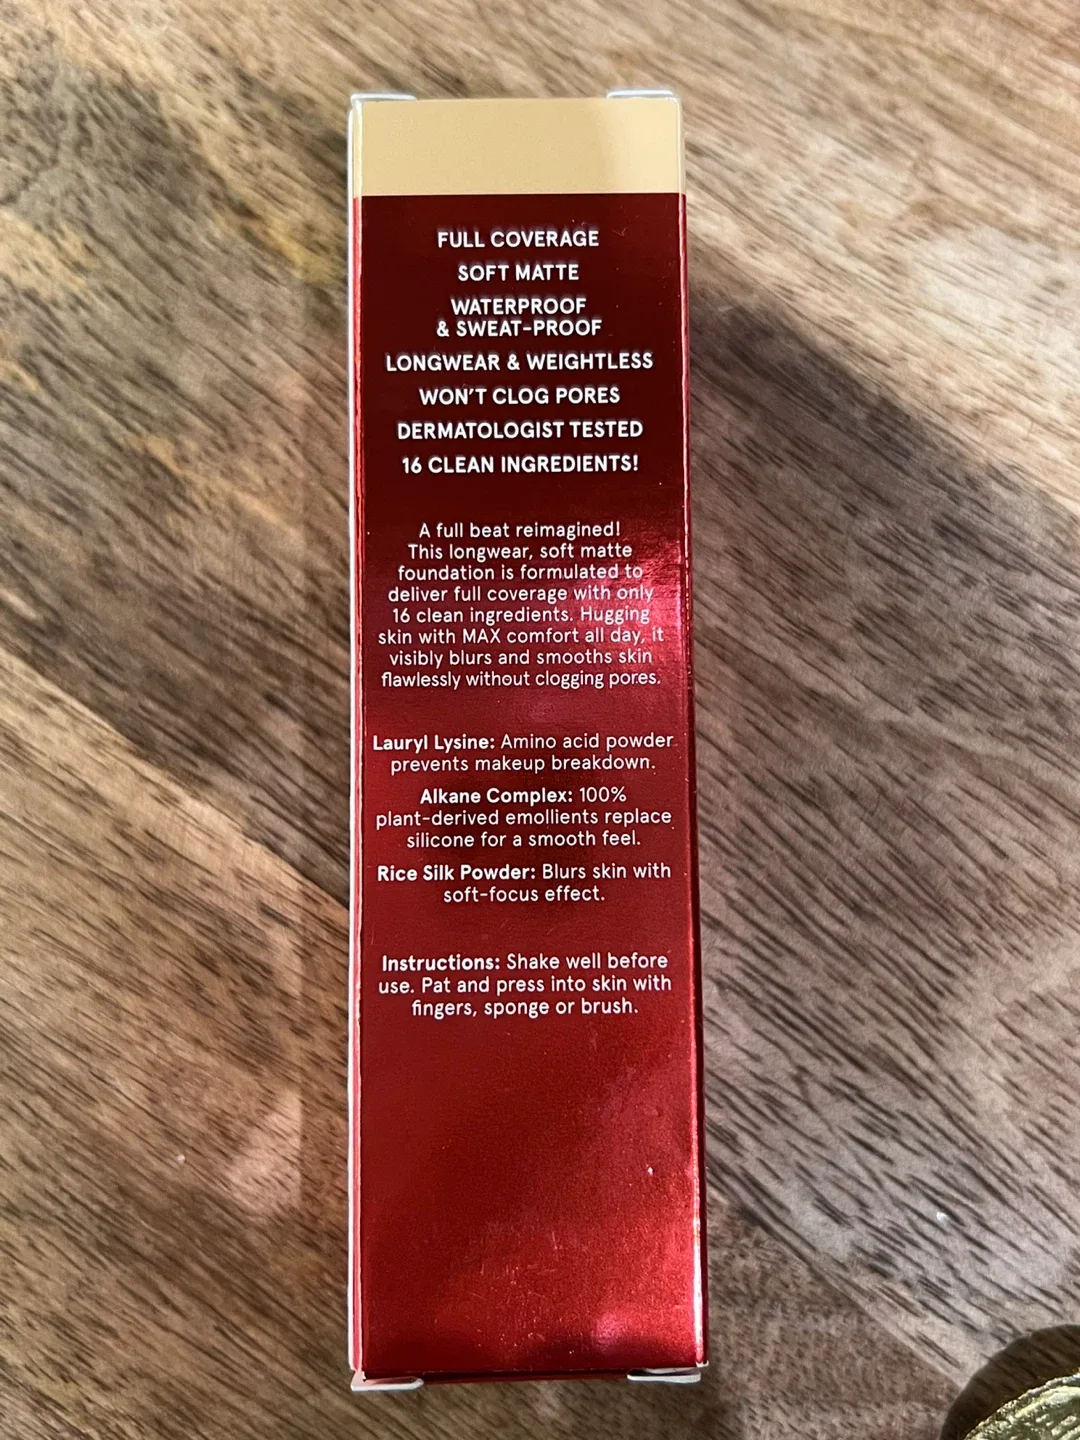 FULL COVERAGE
SOFT MATTE
WATERPROOF
& SWEAT-PROOF
LONGWEAR & WEIGHTLESS
WON'T CLOG PORES
DERMATOLOGIST TESTED
16 CLEAN INGREDIENTS!
A full beat reimagined!
This longwear, soft matte
foundation is formulated to
deliver full coverage with only
16 clean ingredients. Hugging
skin with MAX comfort all day, it
visibly blurs and smooths skin
flawlessly without clogging pores.
Lauryl Lysine: Amino acid powder
prevents makeup breakdown.
Alkane Complex: 100%
plant-derived emollients replace
silicone for a smooth feel.
Rice Silk Powder: Blurs skin with
soft-focus effect.
Instructions: Shake well before
use. Pat and press into skin with
fingers, sponge or brush.